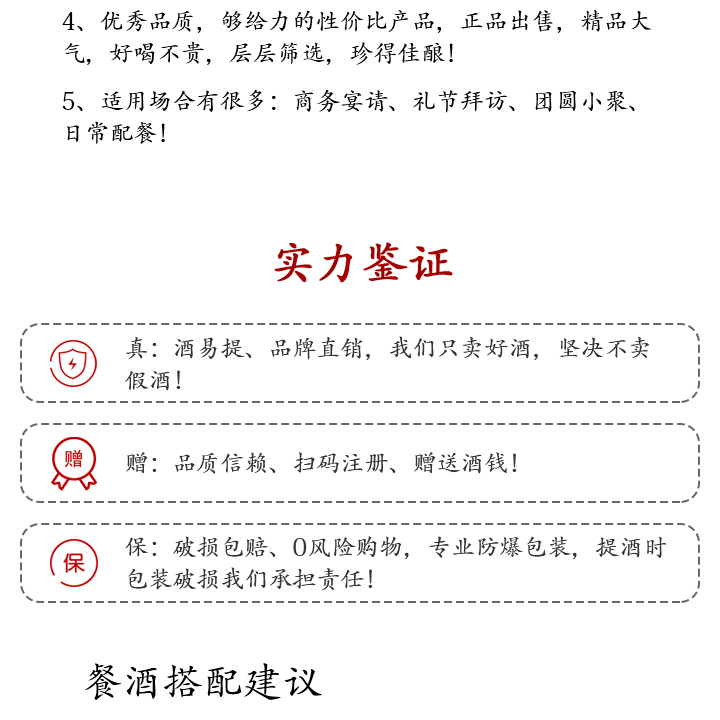 4、优秀品质，够给力的性价比产品，正品出售，精品大
气，好喝不贵，层层筛选，珍得佳酿！
5、适用场合有很多：商务宴请、礼节拜访、团圆小聚、
日常配餐！
实力鉴证
真：酒易提、品牌直销，我们只卖好酒，坚决不卖
假酒！
赠
赠：品质信赖、扫码注册、赠送酒钱！
保
保：破损包赔、0风险购物，专业防爆包装，提酒时
包装破损我们承担责任！
餐酒搭配建议